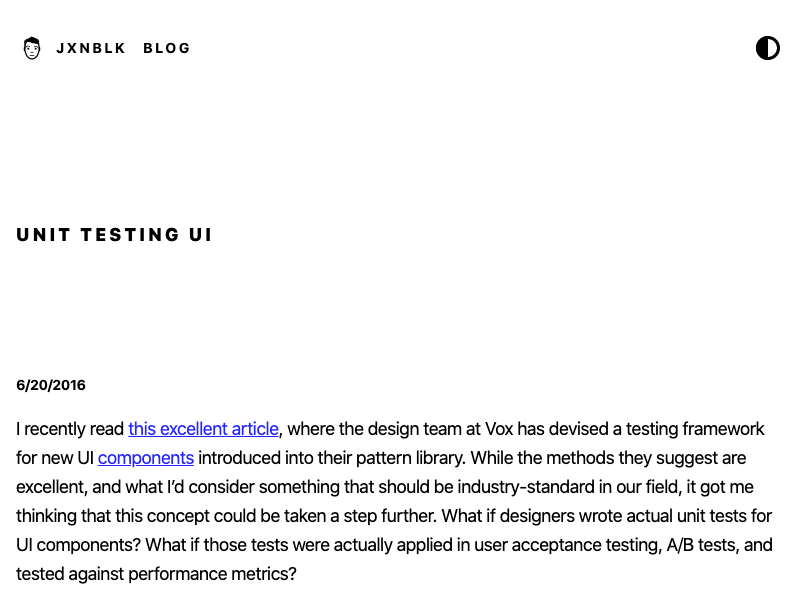 JXNBLK BLOG
UNIT TESTING UI
6/20/2016
I recently read this excellent article, where the design team at Vox has devised a testing framework
for new UI components introduced into their pattern library. While the methods they suggest are
excellent, and what I’d consider something that should be industry-standard in our field, it got me
thinking that this concept could be taken a step further. What if designers wrote actual unit tests for
UI components? What if those tests were actually applied in user acceptance testing, A/B tests, and
tested against performance metrics?